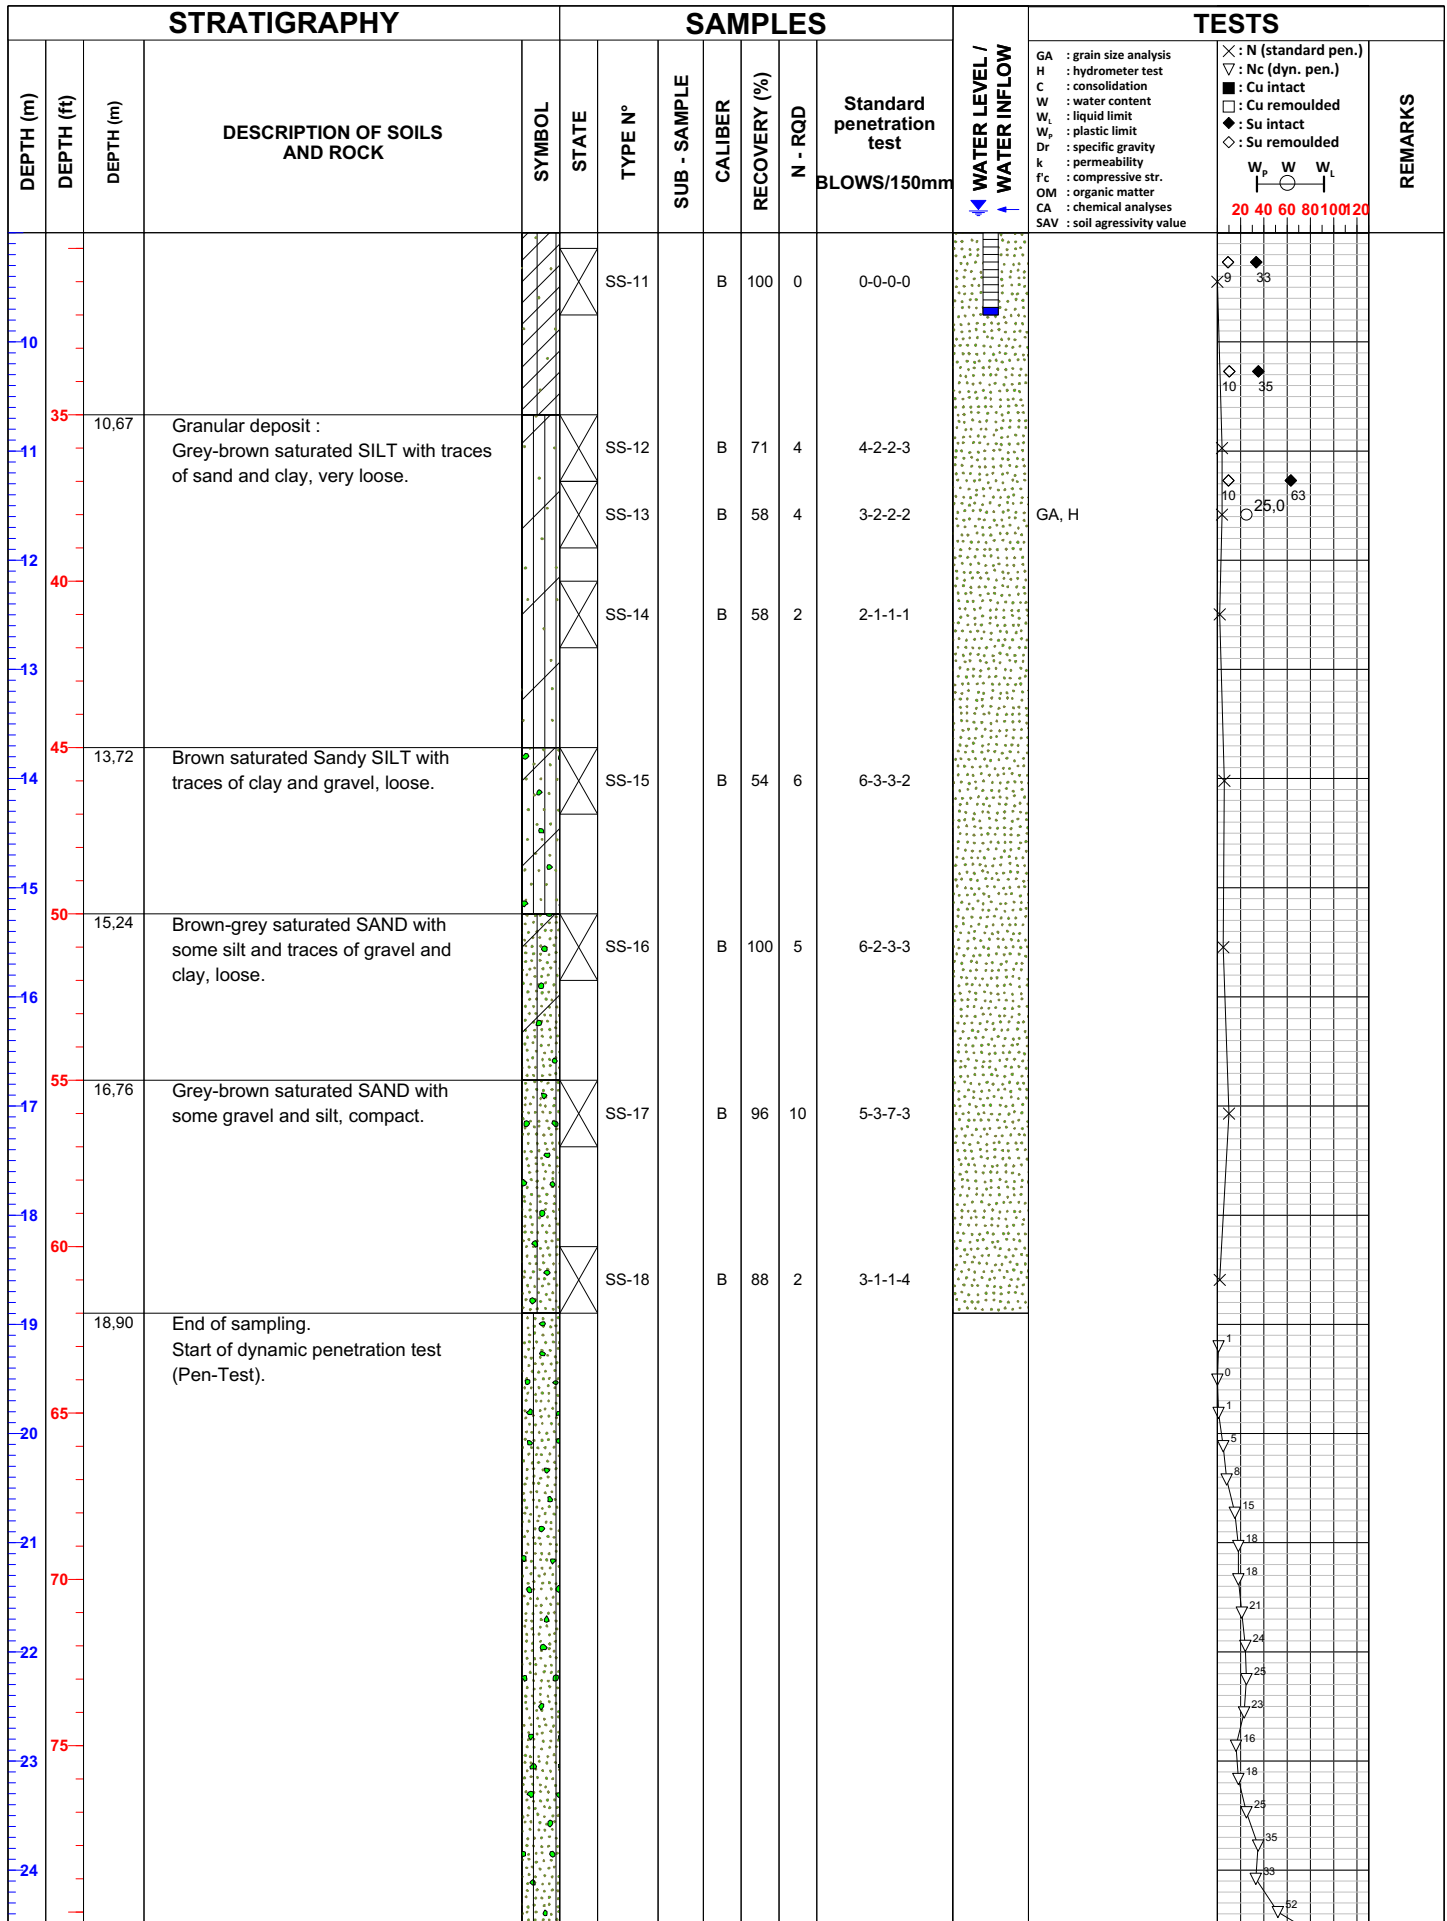 STRATIGRAPHY
SAMPLES
WATER LEVEL /
WATER INFLOW
TESTS
DEPTH (m)
DEPTH (ft)
DEPTH (m)
DESCRIPTION OF SOILS
AND ROCK
SYMBOL
STATE
TYPE N°
SUB - SAMPLE
CALIBER
RECOVERY (%)
N - RQD
Standard
penetration
test
BLOWS/150mm
GA : grain size analysis
H : hydrometer test
C : consolidation
W : water content
WL : liquid limit
WP : plastic limit
Dr : specific gravity
k : permeability
f'c : compressive str.
OM : organic matter
CA : chemical analyses
SAV : soil agressivity value
: N (standard pen.)
: Nc (dyn. pen.)
: Cu intact
: Cu remoulded
: Su intact
: Su remoulded
WP W WL
20 40 60 80 100 120
REMARKS
SS-11 B 100 0 0-0-0-0
9 33
10
10 35
35
10,67 Granular deposit :
Grey-brown saturated SILT with traces
of sand and clay, very loose.
11
SS-12 B 71 4 4-2-2-3
10 63
SS-13 B 58 4 3-2-2-2 GA, H 25,0
12
40
SS-14 B 58 2 2-1-1-1
13
45
13,72 Brown saturated Sandy SILT with
traces of clay and gravel, loose.
14
SS-15 B 54 6 6-3-3-2
15
50
15,24 Brown-grey saturated SAND with
some silt and traces of gravel and
clay, loose.
SS-16 B 100 5 6-2-3-3
16
55
16,76 Grey-brown saturated SAND with
some gravel and silt, compact.
17
SS-17 B 96 10 5-3-7-3
18
60
SS-18 B 88 2 3-1-1-4
19
18,90 End of sampling.
Start of dynamic penetration test
(Pen-Test).
1
0
65
1
20
5
8
15
21
18
70
18
21
22
24
25
23
75
16
23
18
25
35
24
33
52